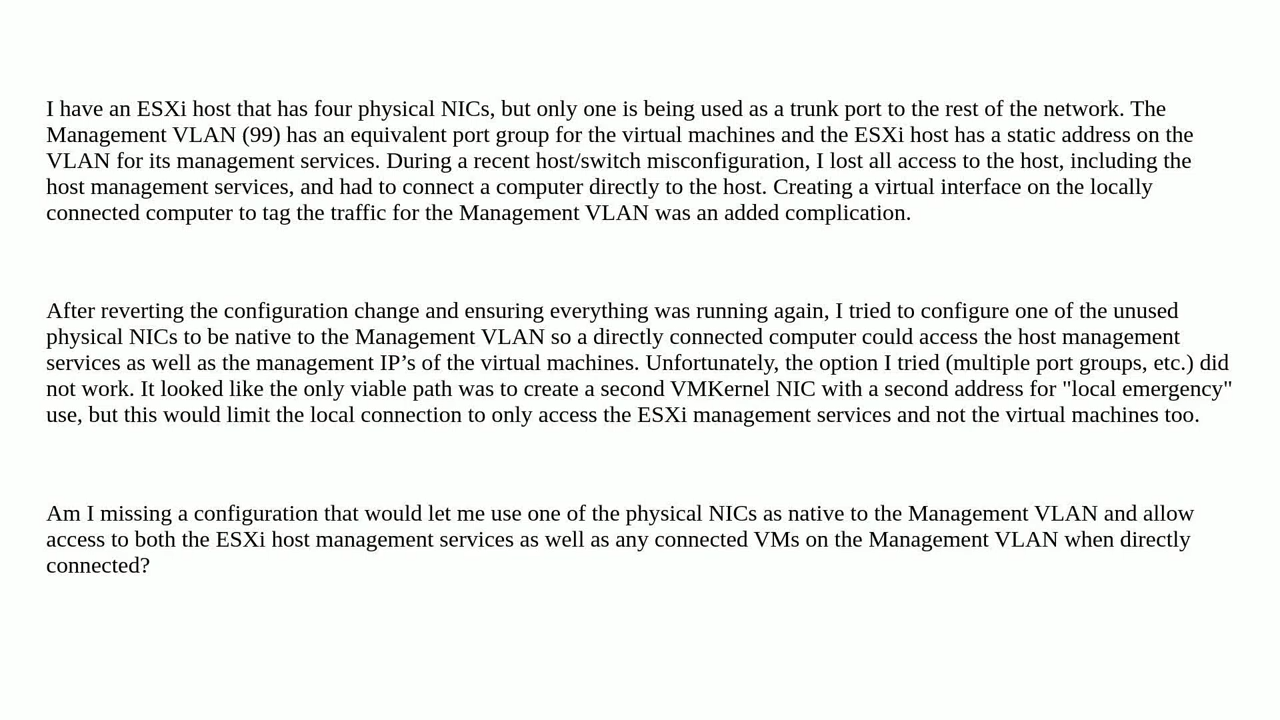 I have an ESXi host that has four physical NICs, but only one is being used as a trunk port to the rest of the network. The
Management VLAN (99) has an equivalent port group for the virtual machines and the ESXi host has a static address on the
VLAN for its management services. During a recent host/switch misconfiguration, I lost all access to the host, including the
host management services, and had to connect a computer directly to the host. Creating a virtual interface on the locally
connected computer to tag the traffic for the Management VLAN was an added complication.
After reverting the configuration change and ensuring everything was running again, I tried to configure one of the unused
physical NICs to be native to the Management VLAN so a directly connected computer could access the host management
services as well as the management IP’s of the virtual machines. Unfortunately, the option I tried (multiple port groups, etc.) did
not work. It looked like the only viable path was to create a second VMKernel NIC with a second address for "local emergency"
use, but this would limit the local connection to only access the ESXi management services and not the virtual machines too.
Am I missing a configuration that would let me use one of the physical NICs as native to the Management VLAN and allow
access to both the ESXi host management services as well as any connected VMs on the Management VLAN when directly
connected?